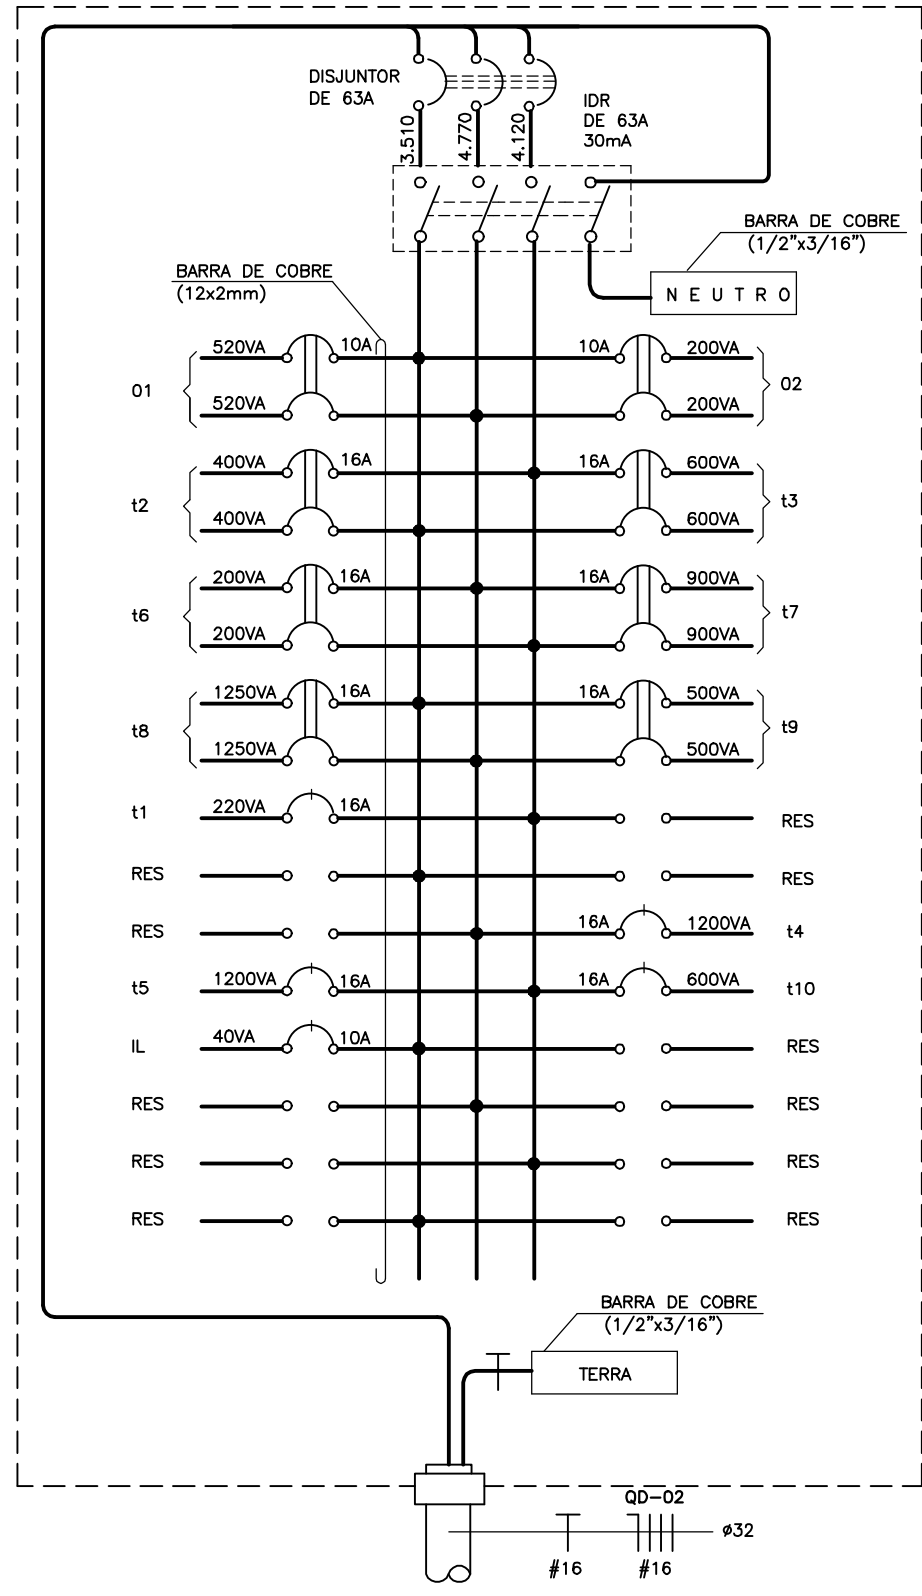 DISJUNTOR
DE 63A
IDR
DE 63A
30mA
3.510
4.770
4.120
BARRA DE COBRE
(1/2"x3/16")
NEUTRO
BARRA DE COBRE
(12x2mm)
01 520VA 10A 10A 200VA 02
520VA 200VA
t2 400VA 16A 16A 600VA t3
400VA 600VA
t6 200VA 16A 16A 900VA t7
200VA 900VA
t8 1250VA 16A 16A 500VA t9
1250VA 500VA
t1 220VA 16A RES
RES RES
RES 16A 1200VA t4
t5 1200VA 16A 16A 600VA t10
IL 40VA 10A RES
RES RES
RES RES
RES RES
BARRA DE COBRE
(1/2"x3/16")
TERRA
QD-02
ø32
#16 #16